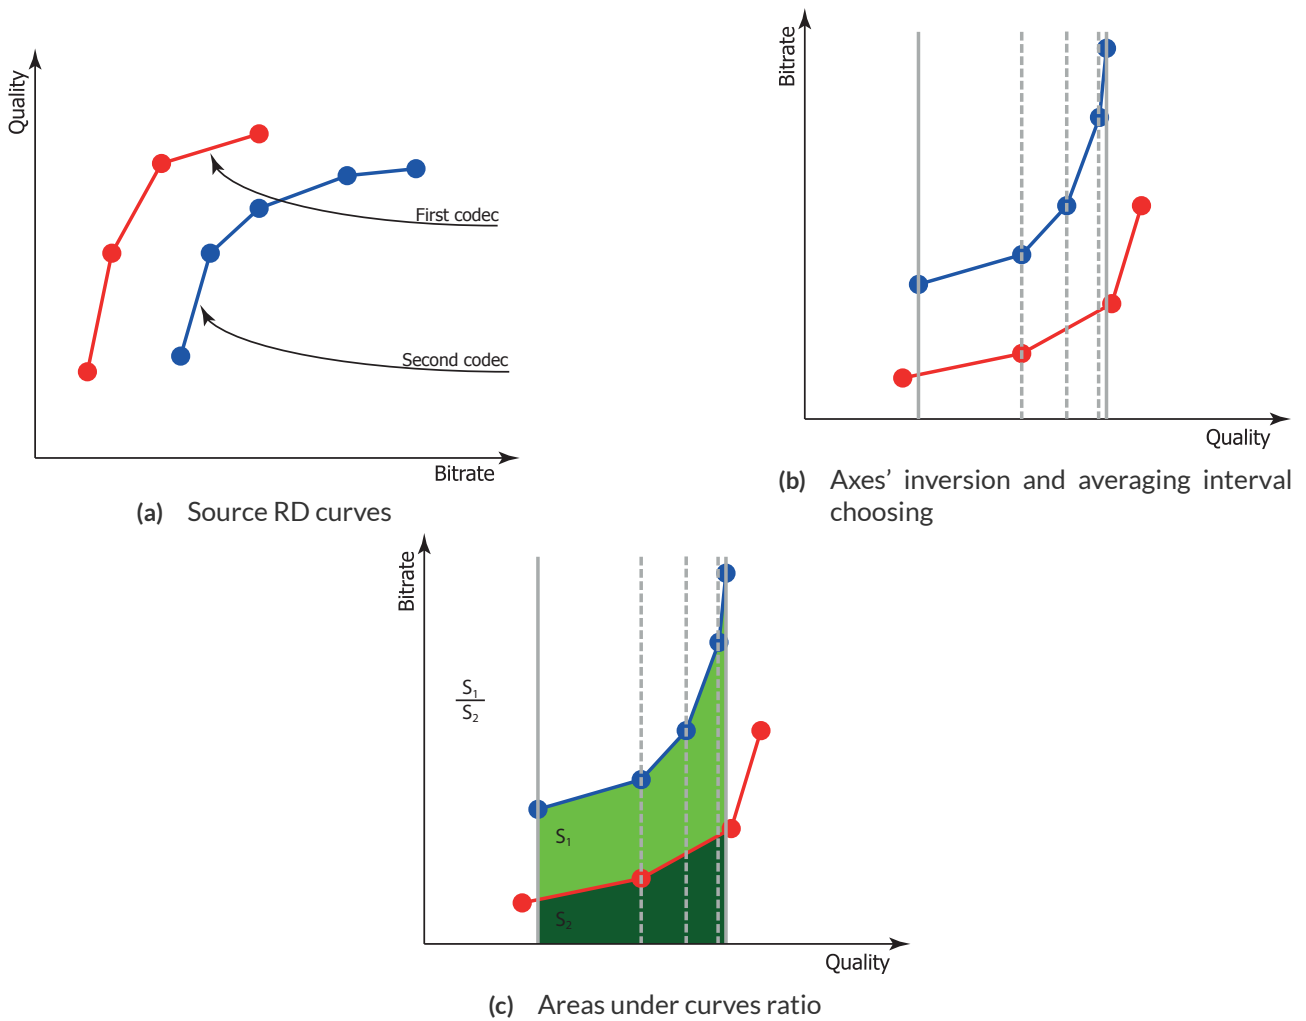 Quality
First codec
Second codec
Bitrate
(a) Source RD curves
Bitrate
Quality
(b) Axes’ inversion and averaging interval
choosing
Bitrate
S1
S2
S1
S2
Quality
(c) Areas under curves ratio